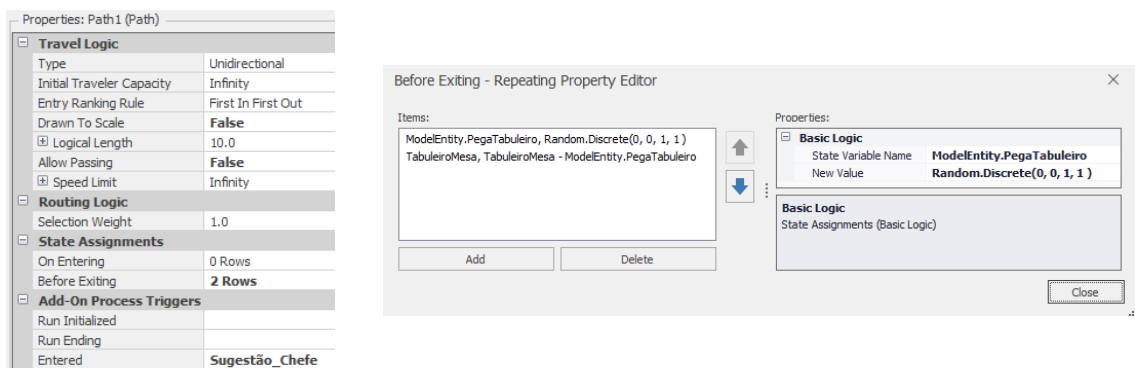 Properties: Path1 (Path)
Travel Logic
Type Unidirectional
Initial Traveler Capacity Infinity
Entry Ranking Rule First In First Out
Drawn To Scale False
Logical Length 10.0
Allow Passing False
Speed Limit Infinity
Routing Logic
Selection Weight 1.0
State Assignments
On Entering 0 Rows
Before Exiting 2 Rows
Add-On Process Triggers
Run Initialized
Run Ending
Entered Sugestão_Chefe
Before Exiting - Repeating Property Editor
Items:
ModelEntity.PegaTabuleiro, Random.Discrete(0, 0, 1, 1 )
TabuleiroMesa, TabuleiroMesa - ModelEntity.PegaTabuleiro
Add Delete
Properties:
Basic Logic
State Variable Name ModelEntity.PegaTabuleiro
New Value Random.Discrete(0, 0, 1, 1 )
Basic Logic
State Assignments (Basic Logic)
Close